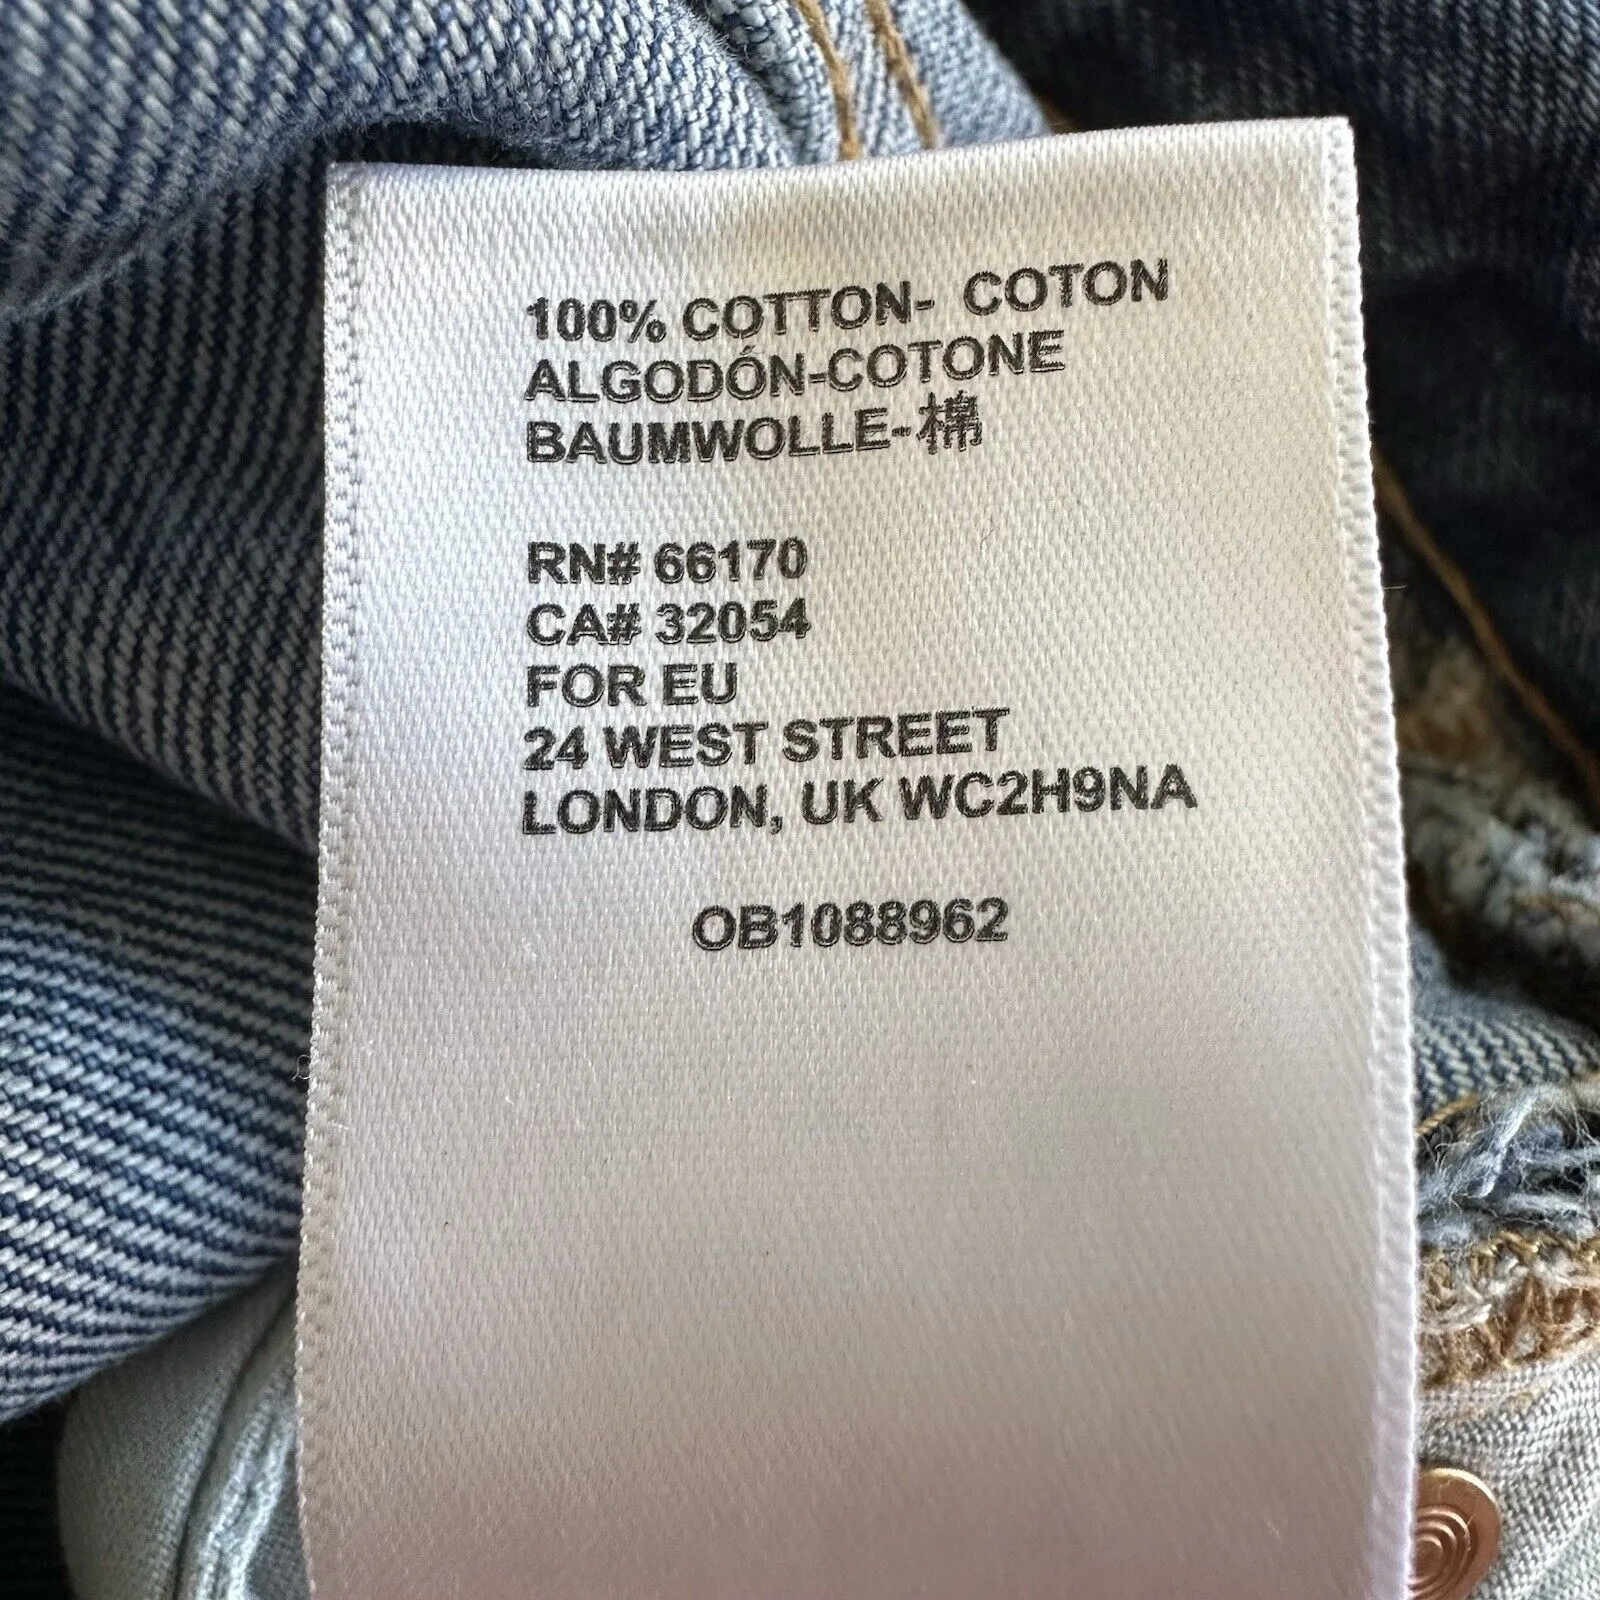 100% COTTON- COTON
ALGODÓN-COTONE
BAUMWOLLE-棉
RN# 66170
CA# 32054
FOR EU
24 WEST STREET
LONDON, UK WC2H9NA
OB1088962